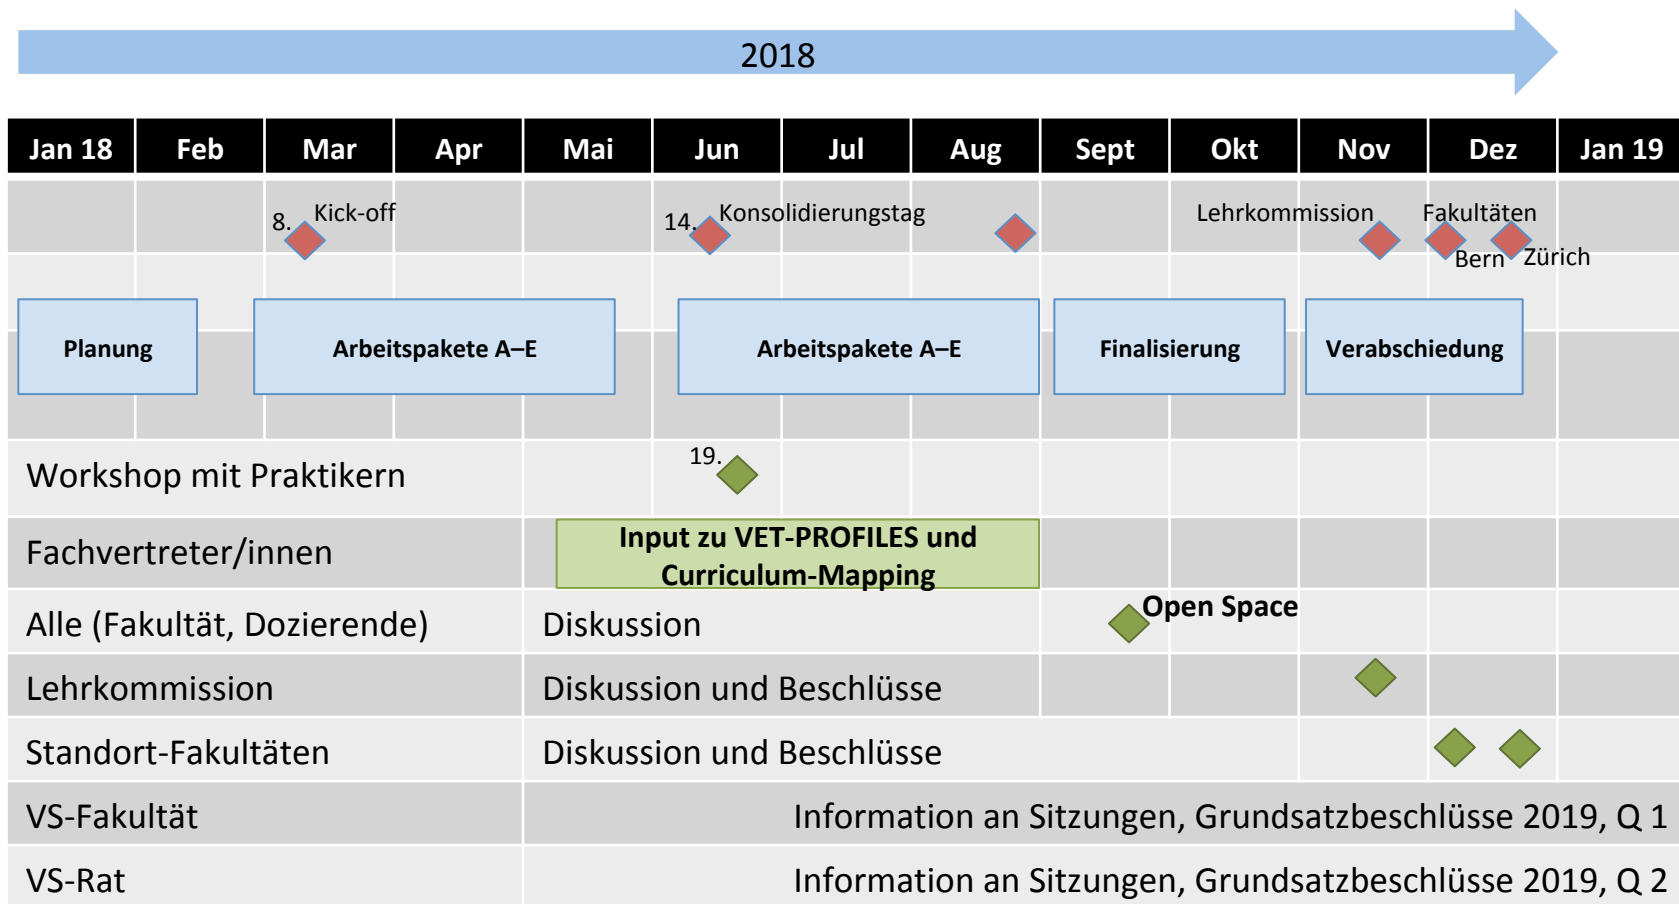 2018
Jan 18 Feb Mar Apr Mai Jun Jul Aug Sept Okt Nov Dez Jan 19
8. Kick-off 14. Konsolidierungstag Lehrkommission Fakultäten
Bern Zürich
Planung Arbeitspakete A–E Arbeitspakete A–E Finalisierung Verabschiedung
Workshop mit Praktikern 19.
Fachvertreter/innen Input zu VET-PROFILES und
Curriculum-Mapping
Alle (Fakultät, Dozierende) Diskussion Open Space
Lehrkommission Diskussion und Beschlüsse
Standort-Fakultäten Diskussion und Beschlüsse
VS-Fakultät Information an Sitzungen, Grundsatzbeschlüsse 2019, Q 1
VS-Rat Information an Sitzungen, Grundsatzbeschlüsse 2019, Q 2